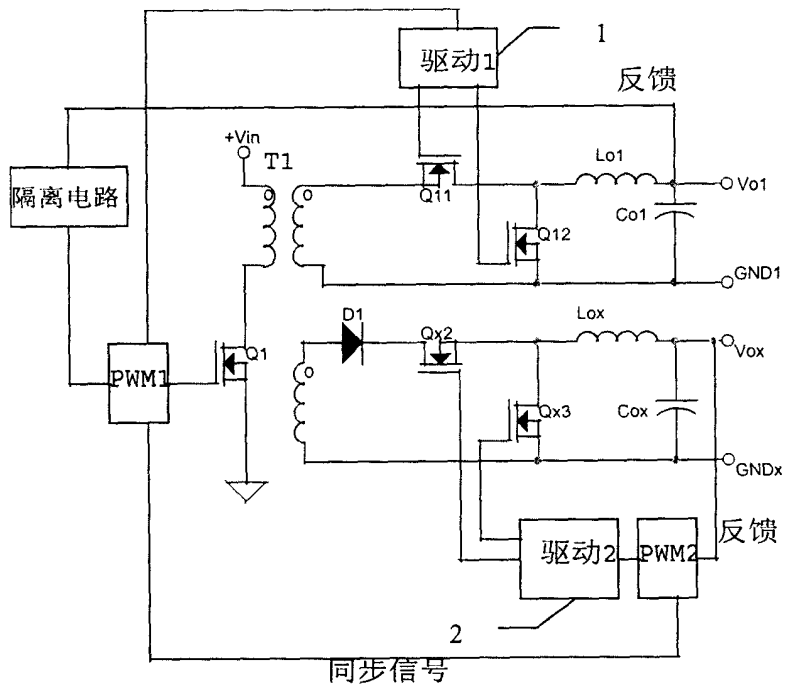 驱动1
1
反馈
+Vin
T1
隔离电路
Q11
Lo1
Vo1
Co1
Q12
GND1
D1
Qx2
Lox
Q1
Vox
PWM1
Qx3
Cox
GNDx
反馈
驱动2
PWM2
2
同步信号